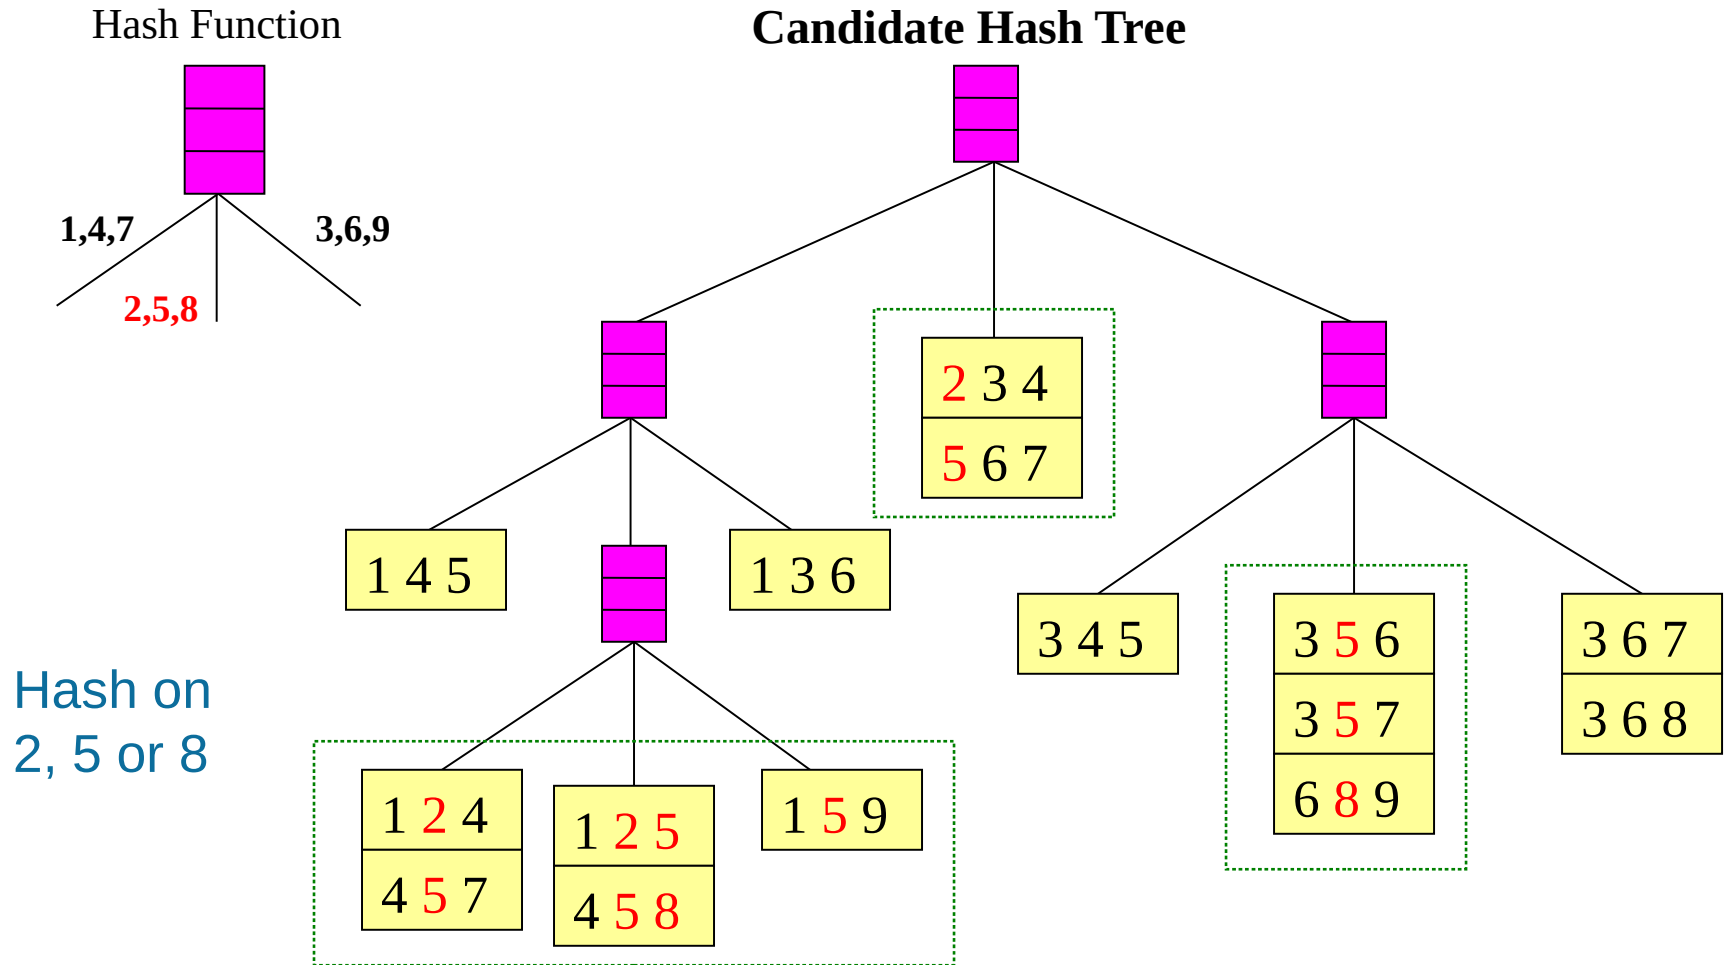 Hash Function
Candidate Hash Tree
1,4,7
3,6,9
2,5,8
2 3 4
5 6 7
1 4 5
1 3 6
3 4 5
3 5 6
3 5 7
6 8 9
3 6 7
3 6 8
Hash on
2, 5 or 8
1 2 4
4 5 7
1 2 5
4 5 8
1 5 9